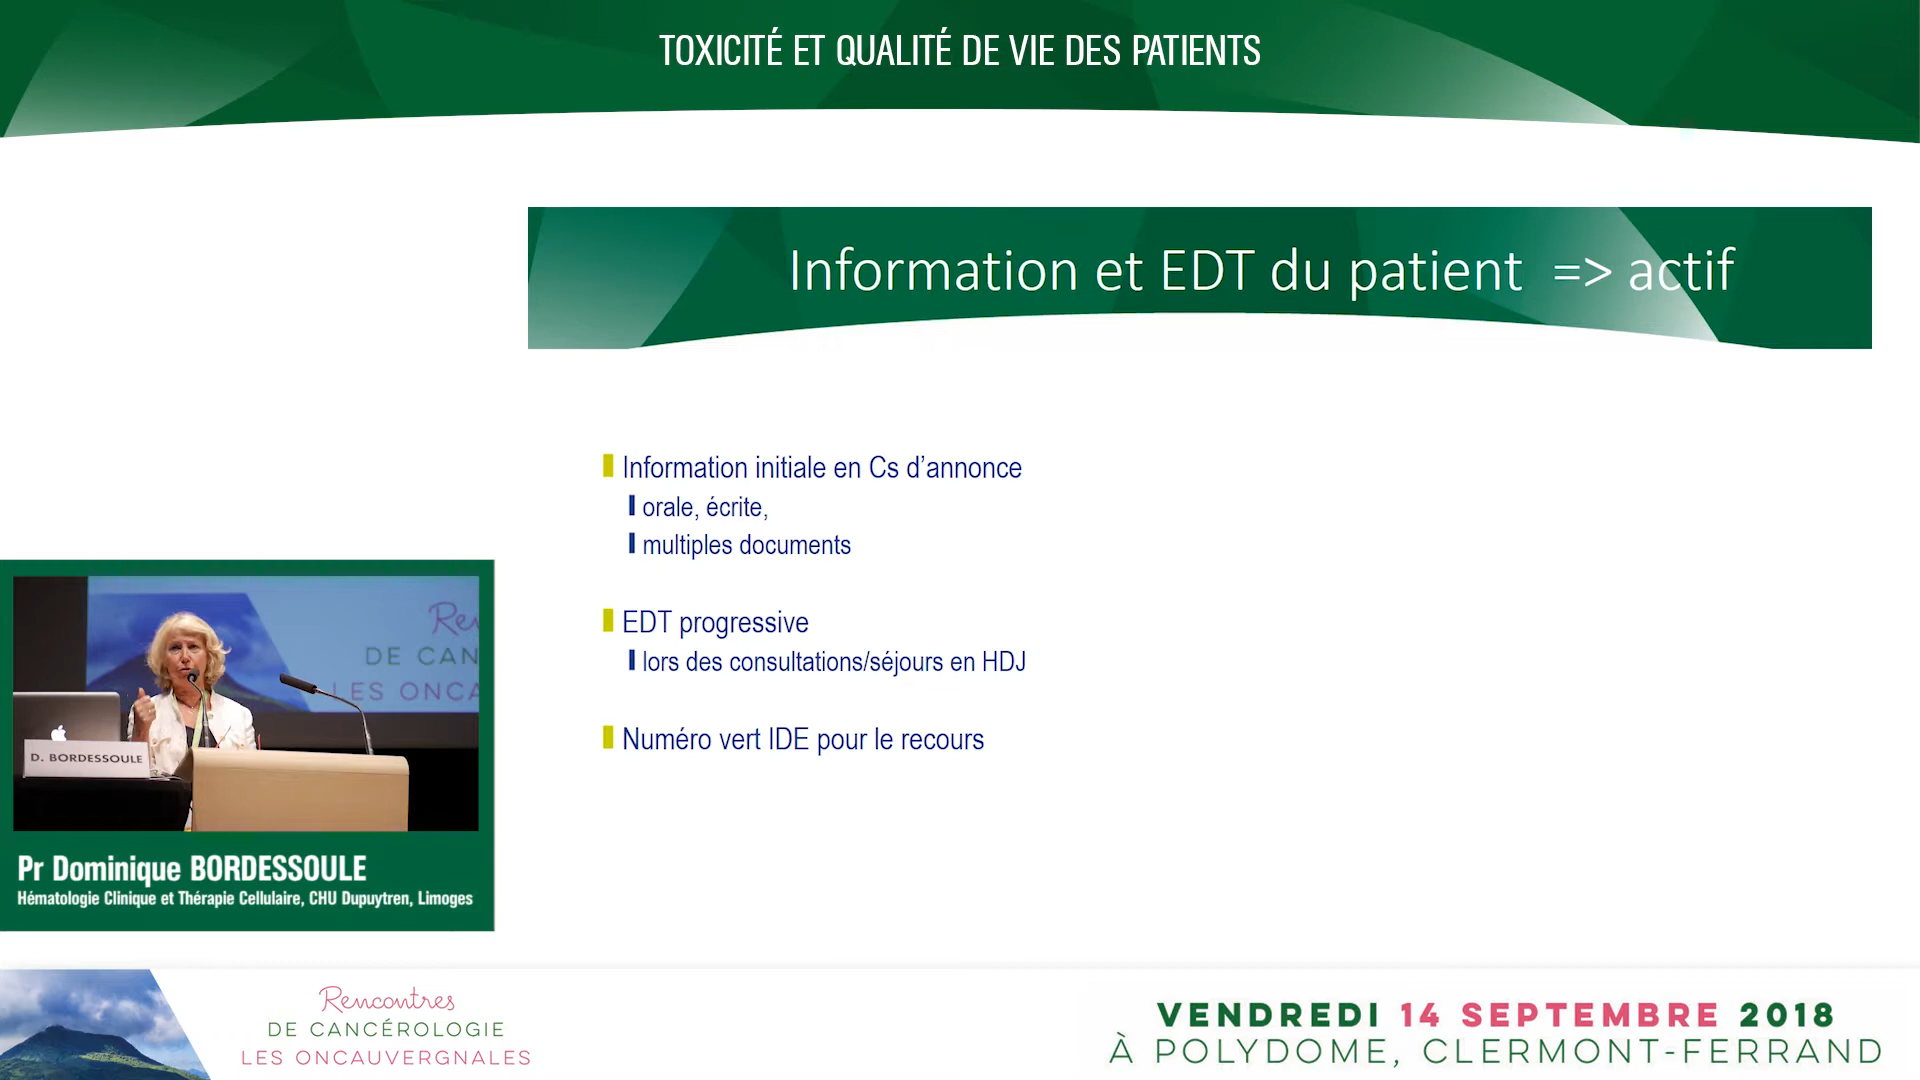 TOXICITÉ ET QUALITÉ DE VIE DES PATIENTS
Information et EDT du patient => actif
Information initiale en Cs d’annonce
orale, écrite,
multiples documents
EDT progressive
lors des consultations/séjours en HDJ
Numéro vert IDE pour le recours
DE CAN
LES ONCA
D. BORDESSOULE
Pr Dominique BORDESSOULE
Hématologie Clinique et Thérapie Cellulaire, CHU Dupuytren, Limoges
Rencontres
DE CANCÉROLOGIE
LES ONCAUVERGNALES
VENDREDI 14 SEPTEMBRE 2018
À POLYDOME, CLERMONT-FERRAND